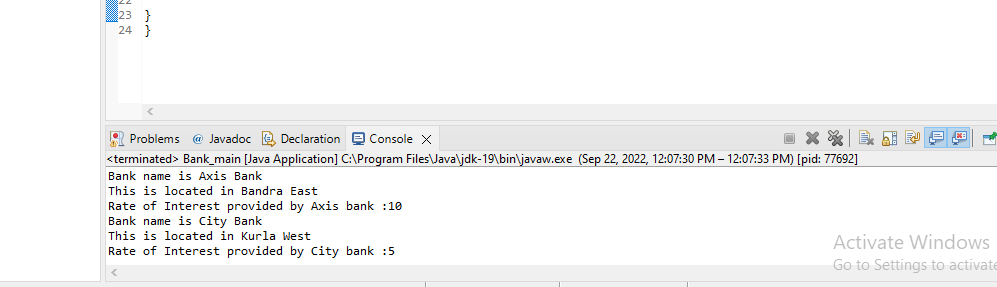 23 }
24 }
Problems @ Javadoc Declaration Console
<terminated> Bank_main [Java Application] C:\Program Files\Java\jdk-19\bin\javaw.exe (Sep 22, 2022, 12:07:30 PM – 12:07:33 PM) [pid: 77692]
Bank name is Axis Bank
This is located in Bandra East
Rate of Interest provided by Axis bank :10
Bank name is City Bank
This is located in Kurla West
Rate of Interest provided by City bank :5
Activate Windows
Go to Settings to activate